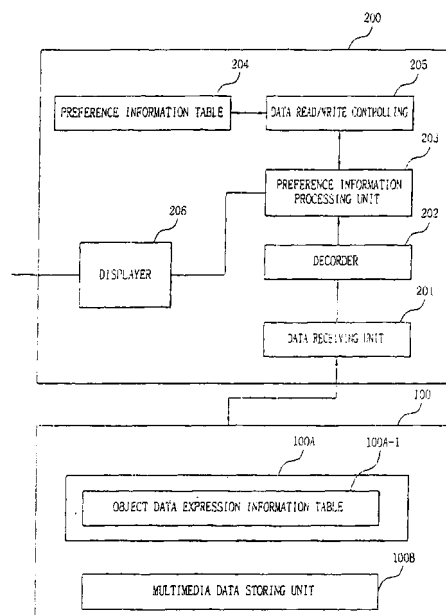 200
204
205
PREFERENCE INFORMATION TABLE
DATA READ/WRITE CONTROLLING
203
PREFERENCE INFORMATION
PROCESSING UNIT
206
202
DISPLAYER
DECORDER
201
DATA RECEIVING UNIT
100
100A
100A-1
OBJECT DATA EXPRESSION INFORMATION TABLE
100B
MULTIMEDIA DATA STORING UNIT